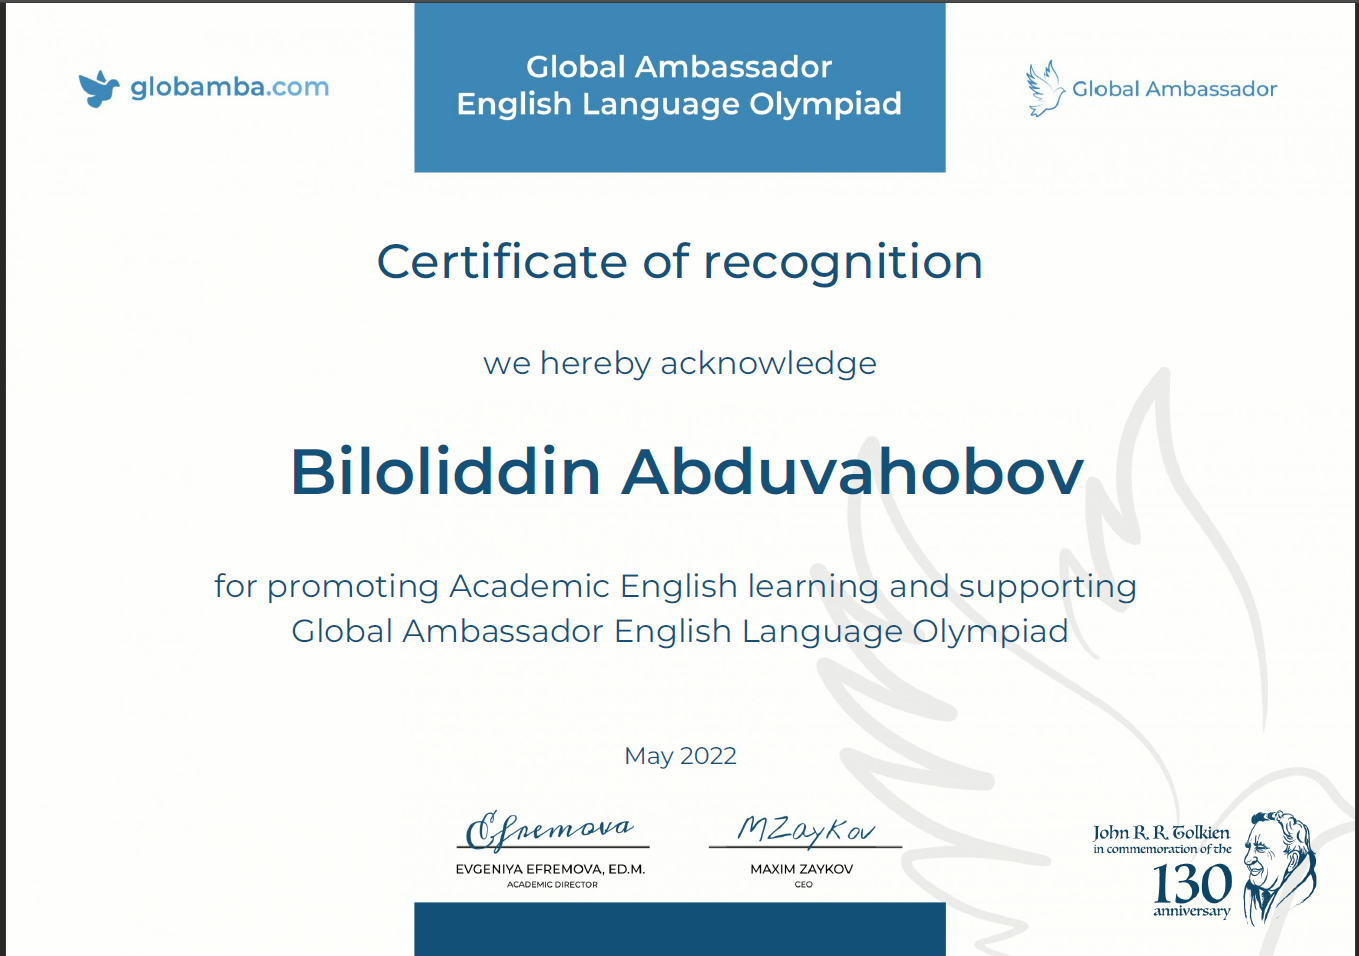 globamba.com
Global Ambassador
English Language Olympiad
Global Ambassador
Certificate of recognition
we hereby acknowledge
Biloliddin Abduvahobov
for promoting Academic English learning and supporting
Global Ambassador English Language Olympiad
May 2022
Efremova
MZaykov
EVGENIYA EFREMOVA, ED.M.
ACADEMIC DIRECTOR
MAXIM ZAYKOV
CEO
John R. R. Tolkien
in commemoration of the
130
anniversary